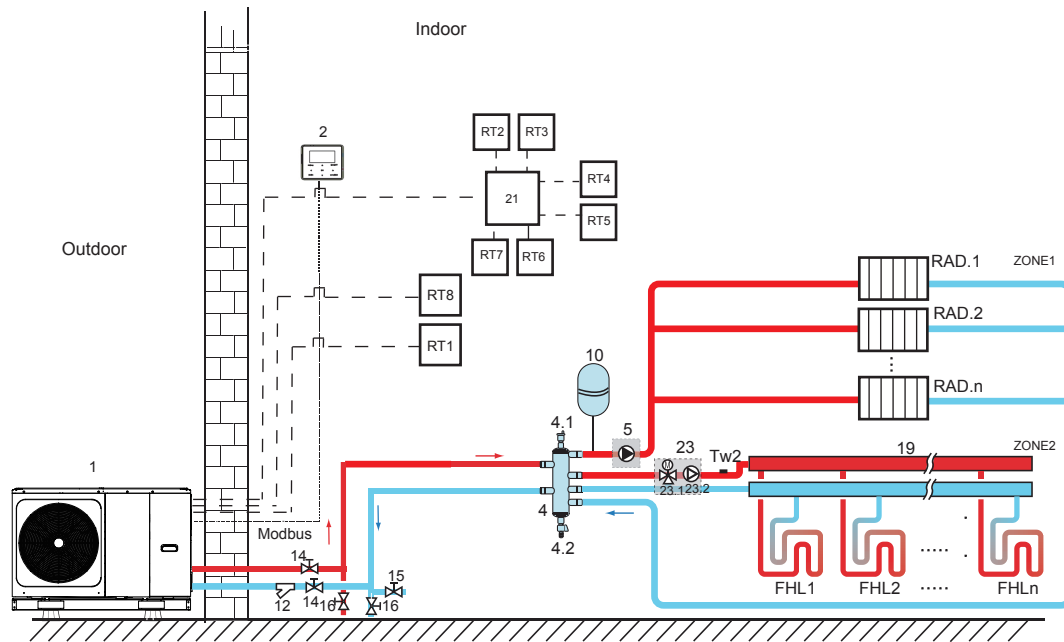 Indoor
Outdoor
2
RT2 RT3
RT4
21
RT5
RT7 RT6
RT8
RT1
RAD.1 ZONE1
RAD.2
RAD.n
10
4.1
5
23
Tw2
19
ZONE2
23.1
23.2
4
4.2
1
Modbus
14
12
14
16
15
16
FHL1 FHL2 FHLn